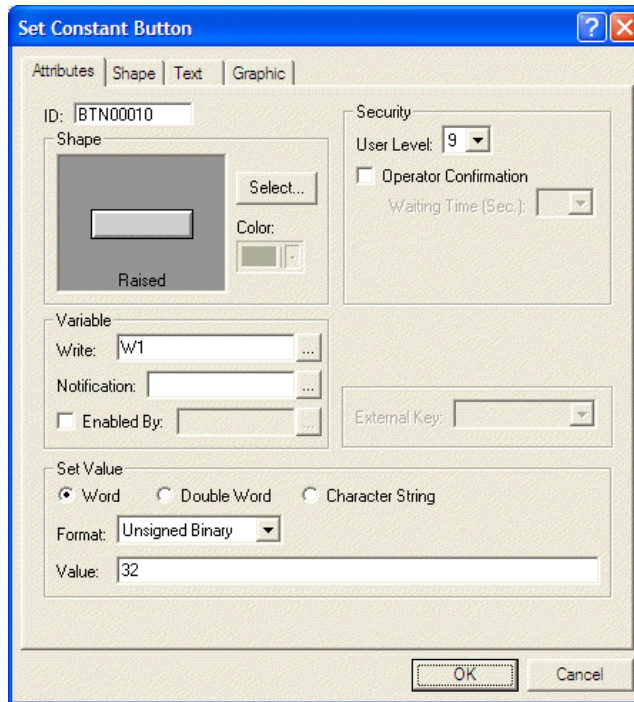 Set Constant Button
Attributes Shape Text Graphic
ID: BTN00010
Shape
Select...
Color:
Raised
Security
User Level: 9
Operator Confirmation
Waiting Time (Sec.):
Variable
Write: W1 ...
Notification: ...
Enabled By: ...
External Key:
Set Value
Word Double Word Character String
Format: Unsigned Binary
Value: 32
OK Cancel